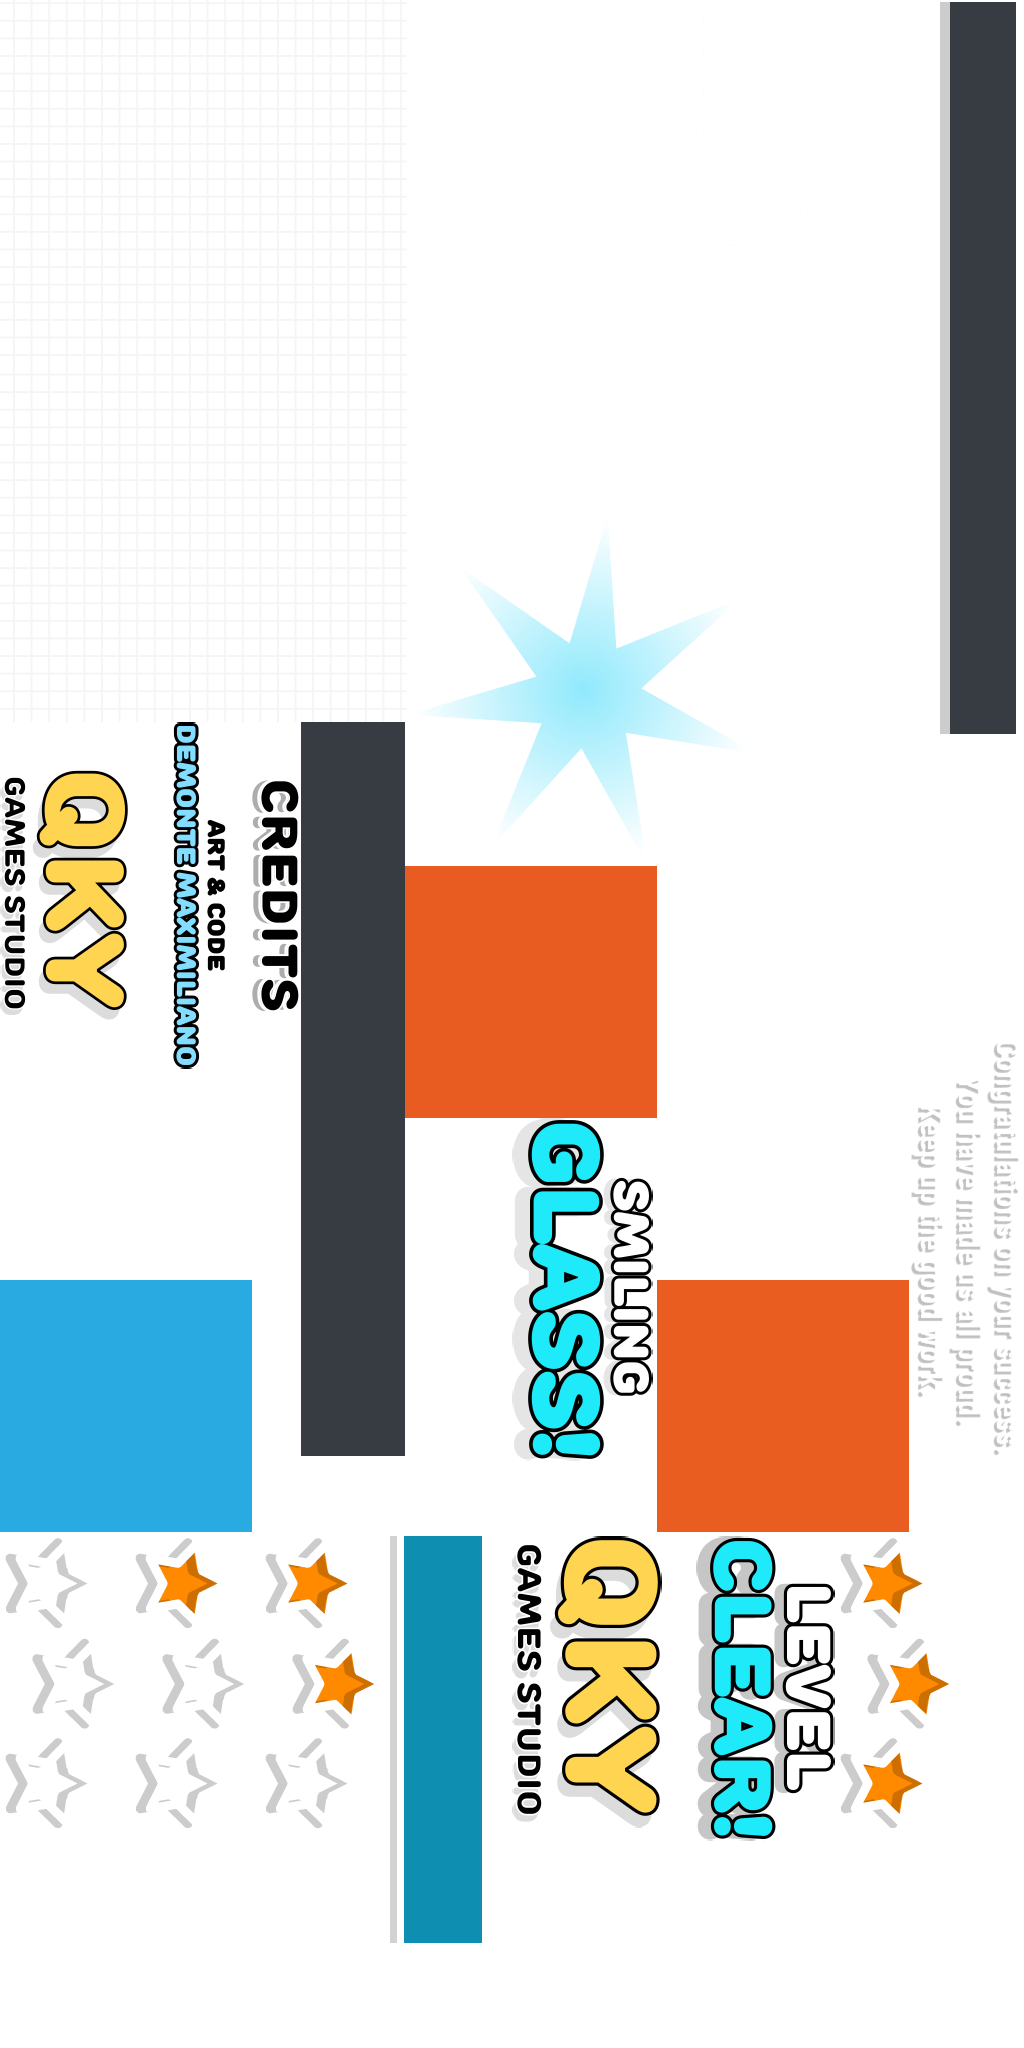 Congratulations on your success.
You have made us all proud.
Keep up the good work.
CREDITS
ART & CODE
DEMONTE MAXIMILIANO
QKY
GAMES STUDIO
SMILING
GLASS!
LEVEL
CLEAR!
QKY
GAMES STUDIO